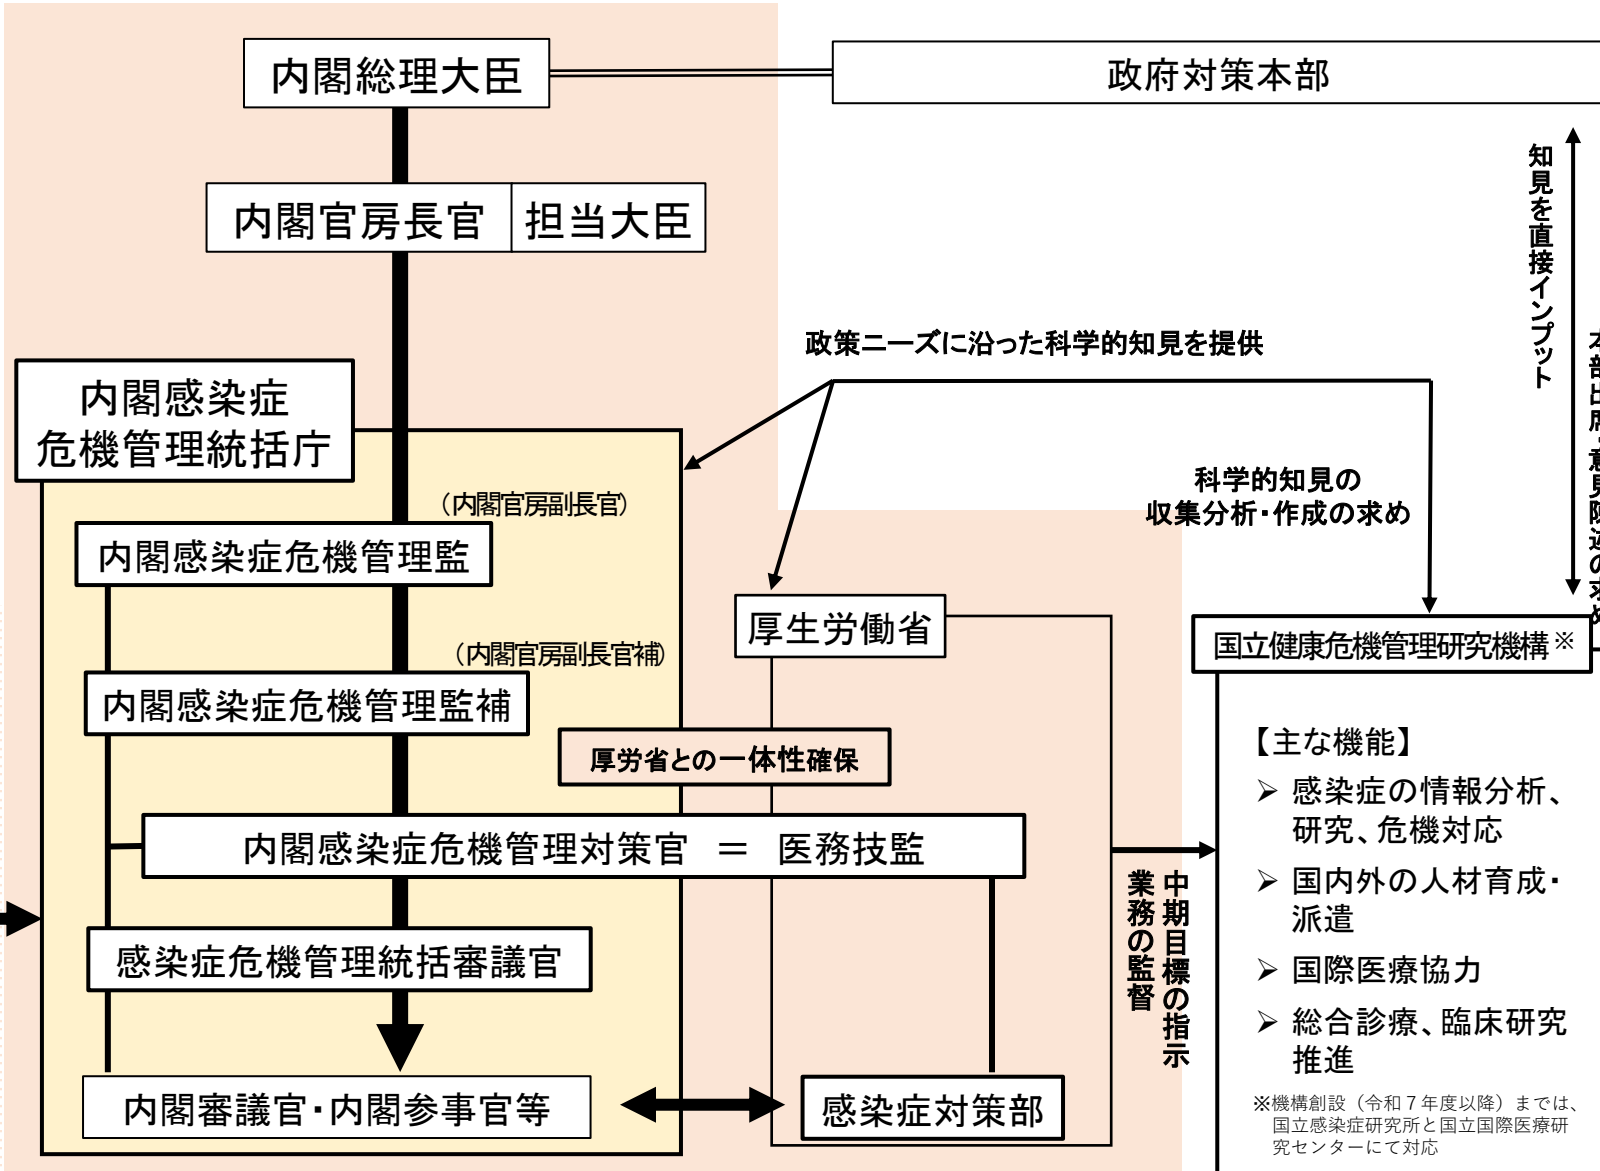 内閣総理大臣
政府対策本部
内閣官房長官
担当大臣
知見を直接インプット
本部出席・意見陳述の求め
政策ニーズに沿った科学的知見を提供
内閣感染症
危機管理統括庁
科学的知見の
収集分析・作成の求め
（内閣官房副長官）
内閣感染症危機管理監
厚生労働省
国立健康危機管理研究機構※
（内閣官房副長官補）
内閣感染症危機管理監補
厚労省との一体性確保
内閣感染症危機管理対策官 ＝ 医務技監
中期目標の指示
業務の監督
感染症危機管理統括審議官
内閣審議官・内閣参事官等
感染症対策部
【主な機能】
➢ 感染症の情報分析、
研究、危機対応
➢ 国内外の人材育成・
派遣
➢ 国際医療協力
➢ 総合診療、臨床研究
推進
※機構創設（令和７年度以降）までは、
国立感染症研究所と国立国際医療研
究センターにて対応